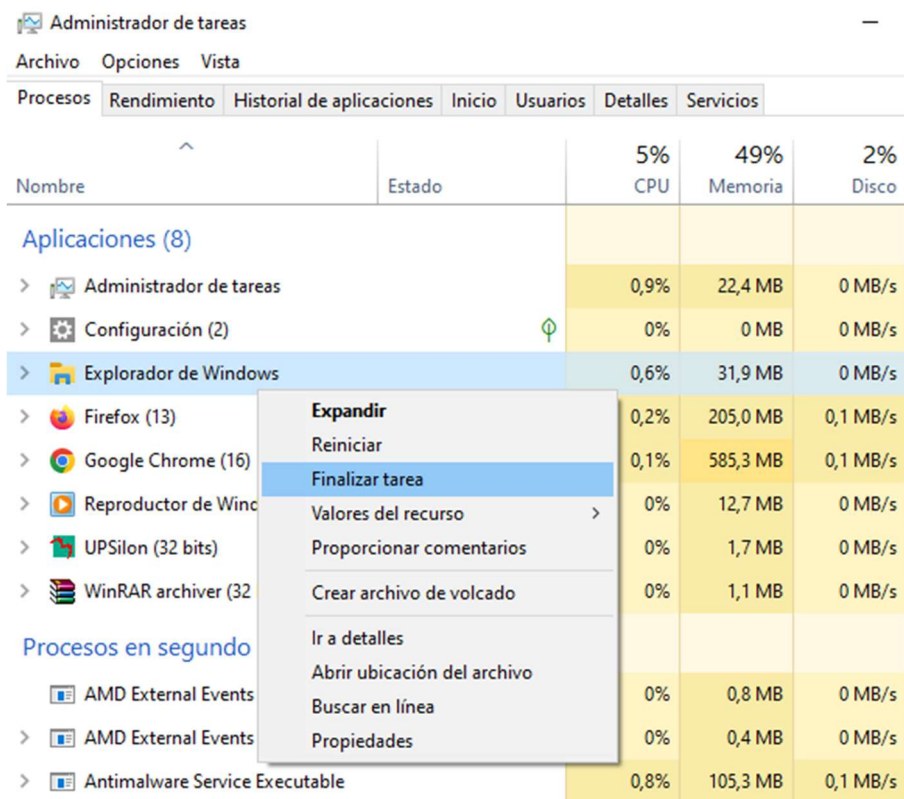 Administrador de tareas
Archivo Opciones Vista
Procesos Rendimiento Historial de aplicaciones Inicio Usuarios Detalles Servicios
5% 49% 2%
Nombre Estado CPU Memoria Disco
Aplicaciones (8)
Administrador de tareas 0,9% 22,4 MB 0 MB/s
Configuración (2) 0% 0 MB 0 MB/s
Explorador de Windows 0,6% 31,9 MB 0 MB/s
Firefox (13) 0,2% 205,0 MB 0,1 MB/s
Google Chrome (16) 0,1% 585,3 MB 0,1 MB/s
Reproductor de Wind 0% 12,7 MB 0 MB/s
UPSilon (32 bits) 0% 1,7 MB 0 MB/s
WinRAR archiver (32 0% 1,1 MB 0 MB/s
Procesos en segundo
AMD External Events 0% 0,8 MB 0 MB/s
AMD External Events 0% 0,4 MB 0 MB/s
Antimalware Service Executable 0,8% 105,3 MB 0,1 MB/s
Expandir
Reiniciar
Finalizar tarea
Valores del recurso
Proporcionar comentarios
Crear archivo de volcado
Ir a detalles
Abrir ubicación del archivo
Buscar en línea
Propiedades